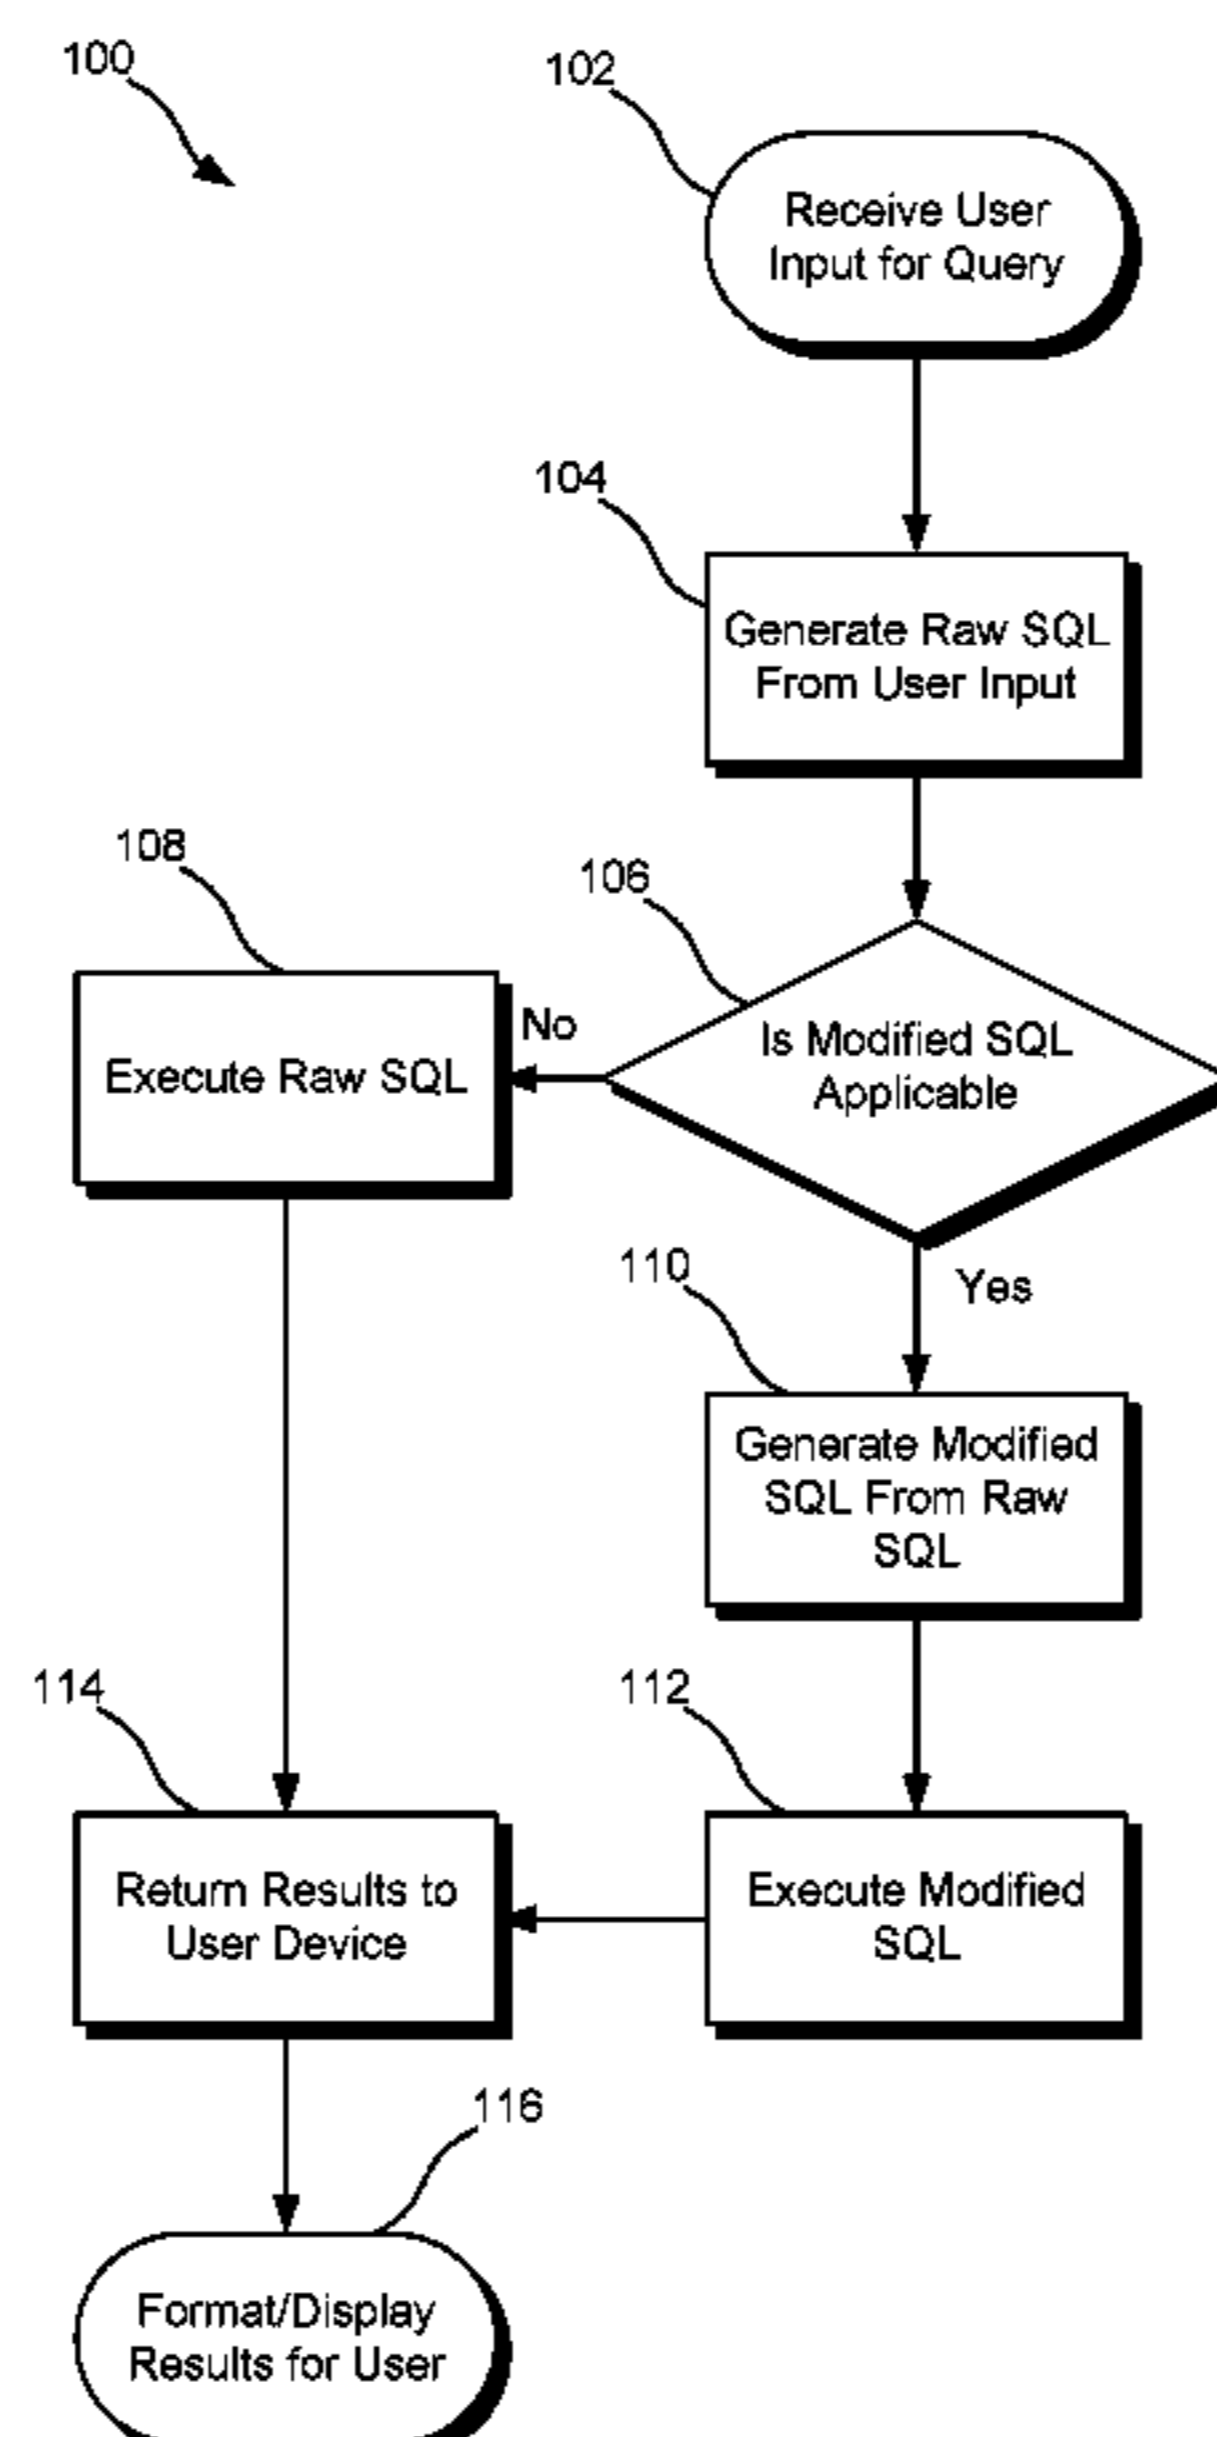 100
102
Receive User
Input for Query
104
Generate Raw SQL
From User Input
108
106
No
Execute Raw SQL
Is Modified SQL
Applicable
110
Yes
Generate Modified
SQL From Raw
SQL
114
112
Return Results to
User Device
Execute Modified
SQL
116
Format/Display
Results for User